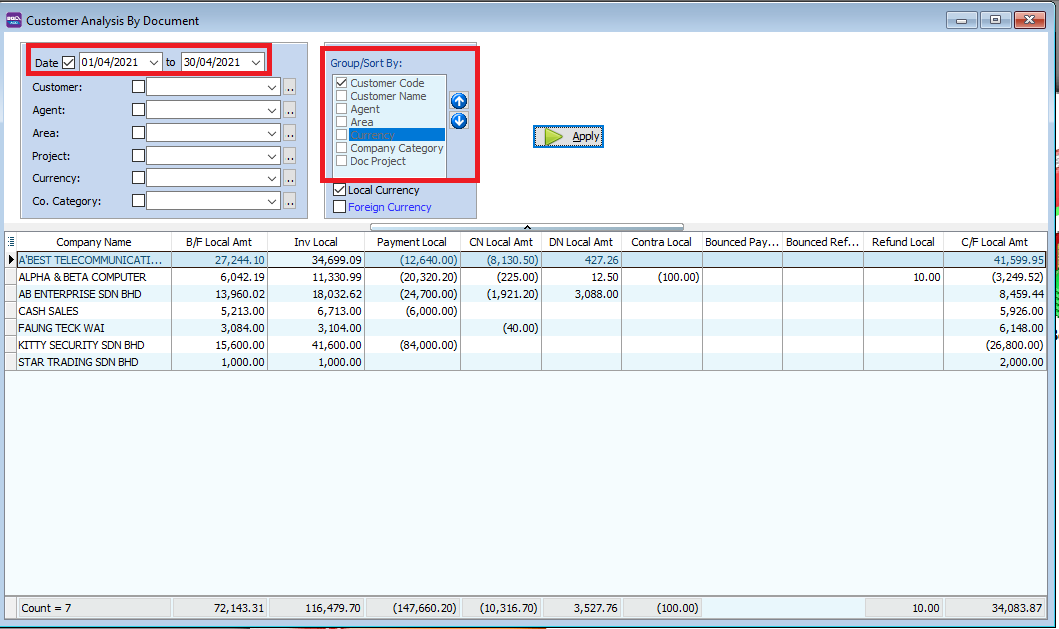 Customer Analysis By Document
Date 01/04/2021 to 30/04/2021
Customer: ..
Agent: ..
Area: ..
Project: ..
Currency: ..
Co. Category: ..
Group/Sort By:
Customer Code
Customer Name
Agent
Area
Currency
Company Category
Doc Project
Local Currency
Foreign Currency
Apply
Company Name B/F Local Amt Inv Local Payment Local CN Local Amt DN Local Amt Contra Local Bounced Pay... Bounced Ref... Refund Local C/F Local Amt
A'BEST TELECOMMUNICATI... 27,244.10 34,699.09 (12,640.00) (8,130.50) 427.26 41,599.95
ALPHA & BETA COMPUTER 6,042.19 11,330.99 (20,320.20) (225.00) 12.50 (100.00) 10.00 (3,249.52)
AB ENTERPRISE SDN BHD 13,960.02 18,032.62 (24,700.00) (1,921.20) 3,088.00 8,459.44
CASH SALES 5,213.00 6,713.00 (6,000.00) 5,926.00
FAUNG TECK WAI 3,084.00 3,104.00 (40.00) 6,148.00
KITTY SECURITY SDN BHD 15,600.00 41,600.00 (84,000.00) (26,800.00)
STAR TRADING SDN BHD 1,000.00 1,000.00 2,000.00
Count = 7 72,143.31 116,479.70 (147,660.20) (10,316.70) 3,527.76 (100.00) 10.00 34,083.87